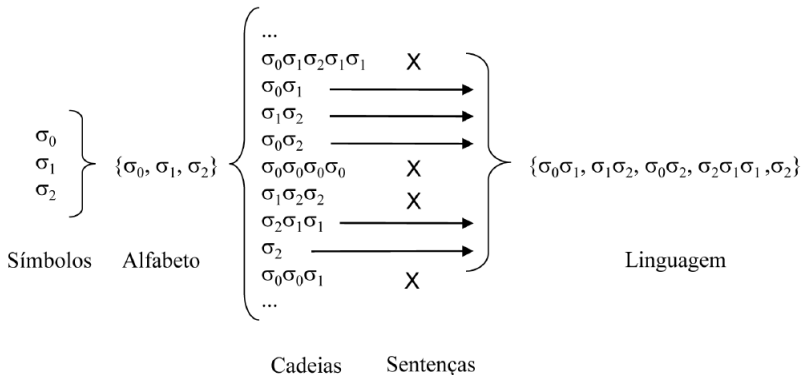 ...
σ₀σ₁σ₂σ₁σ₁ X
σ₀σ₁
σ₁σ₂
σ₀σ₂
σ₀σ₀σ₀σ₀ X
σ₁σ₂σ₂ X
σ₂σ₁σ₁
σ₂
σ₀σ₀σ₁ X
...
σ₀
σ₁
σ₂
{σ₀, σ₁, σ₂}
{σ₀σ₁, σ₁σ₂, σ₀σ₂, σ₂σ₁σ₁ ,σ₂}
Símbolos
Alfabeto
Linguagem
Cadeias
Sentenças